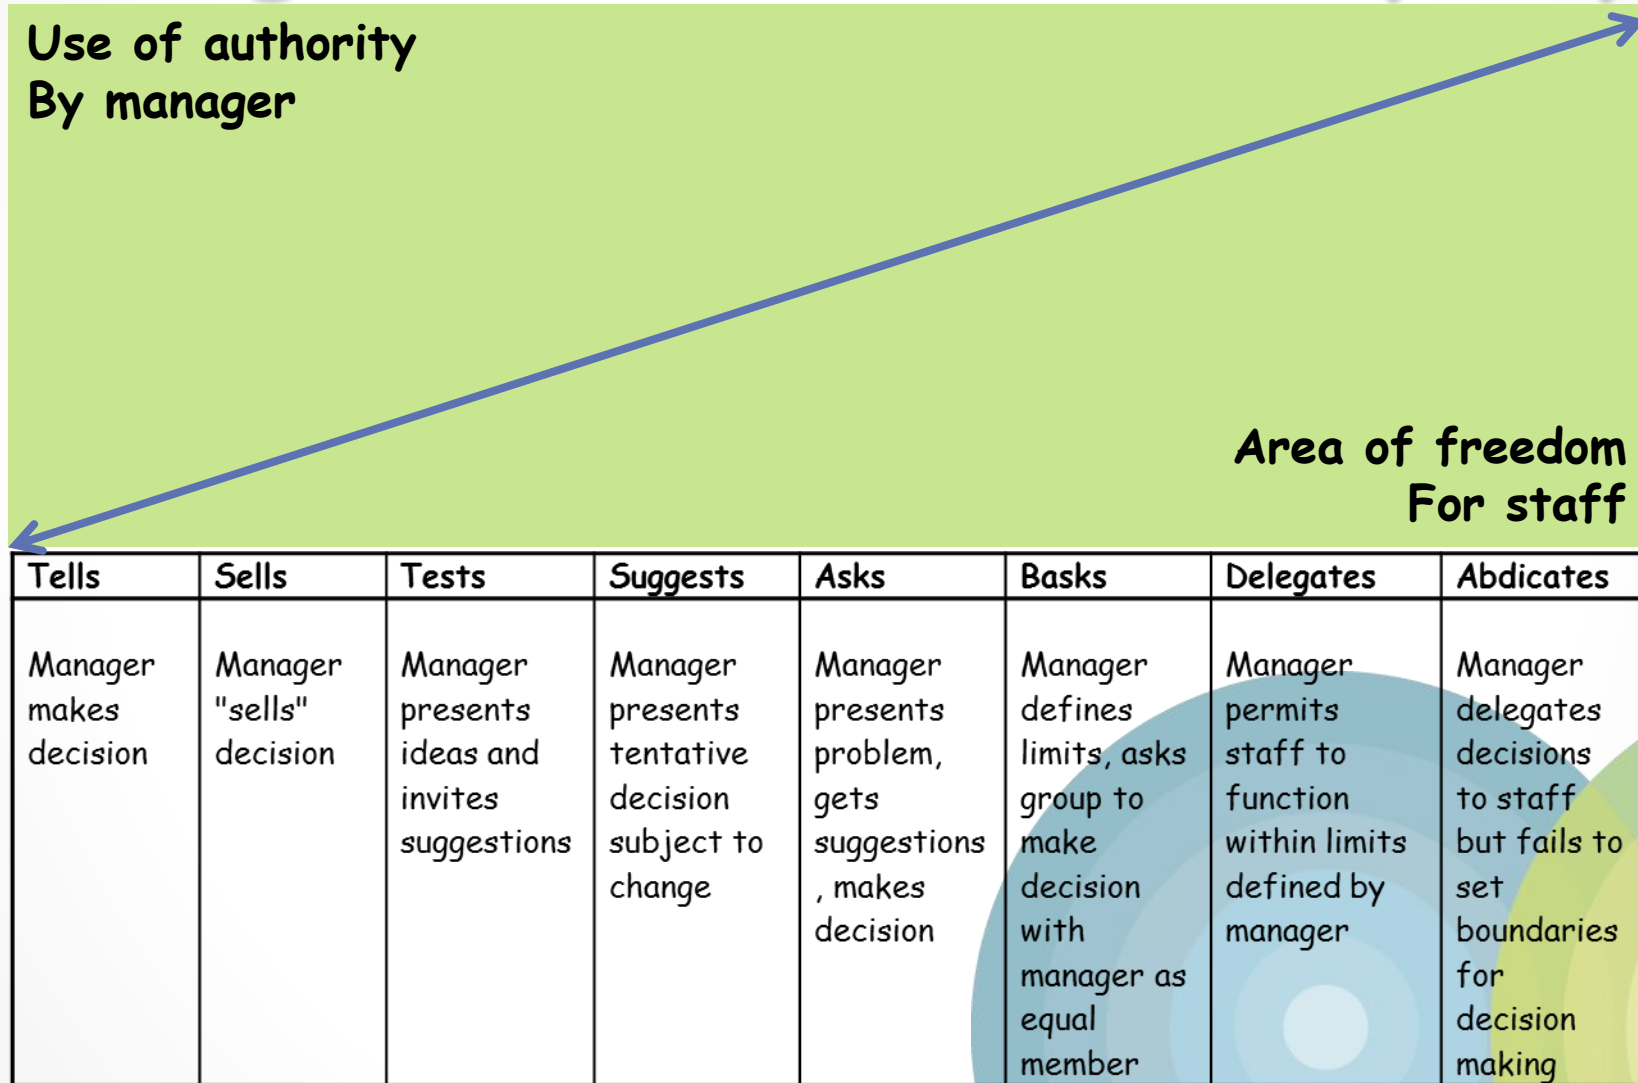 Use of authority
By manager
Area of freedom
For staff
Tells
Sells
Tests
Suggests
Asks
Basks
Delegates
Abdicates
Manager
makes
decision
Manager
"sells"
decision
Manager
presents
ideas and
invites
suggestions
Manager
presents
tentative
decision
subject to
change
Manager
presents
problem,
gets
suggestions
, makes
decision
Manager
defines
limits, asks
group to
make
decision
with
manager as
equal
member
Manager
permits
staff to
function
within limits
defined by
manager
Manager
delegates
decisions
to staff
but fails to
set
boundaries
for
decision
making